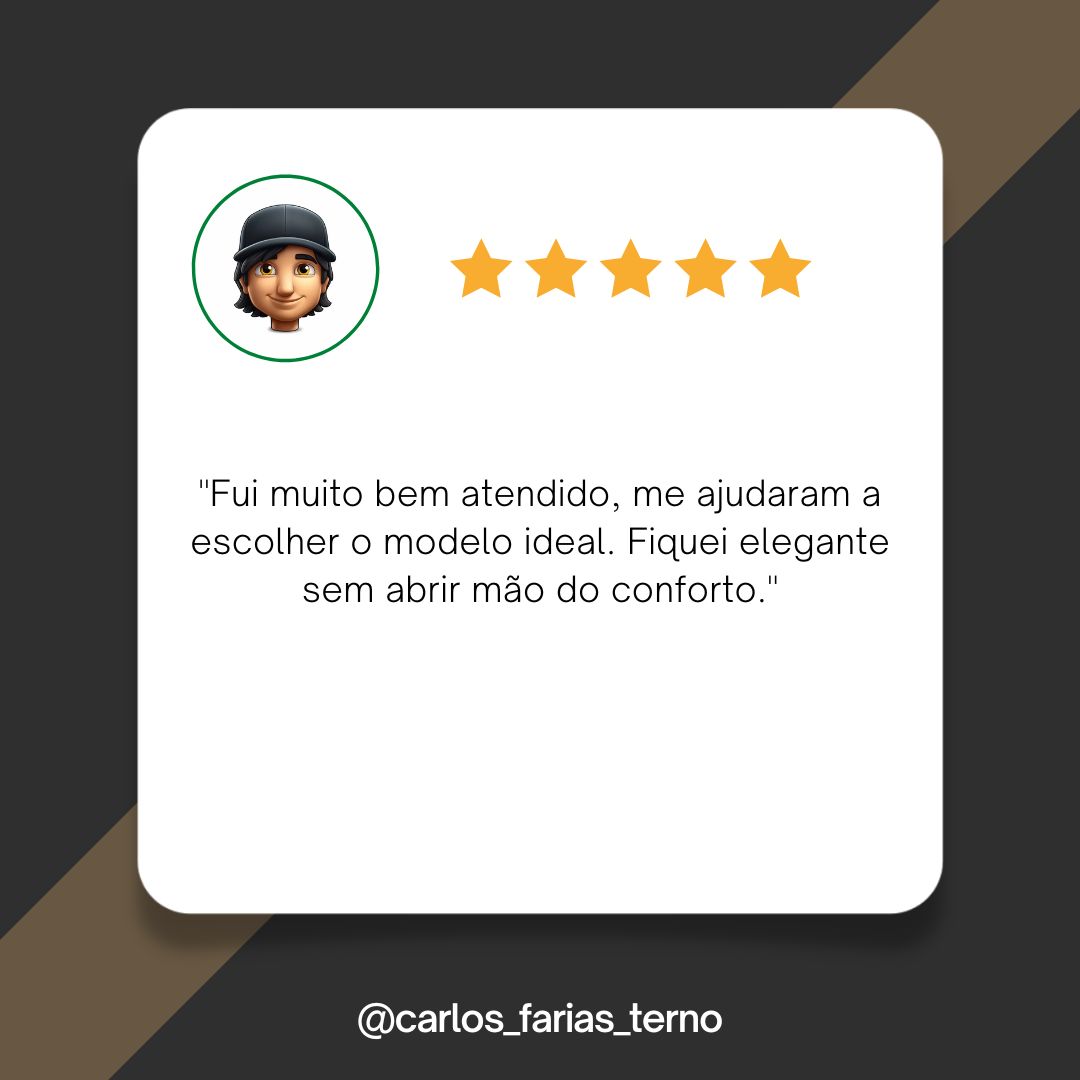 "Fui muito bem atendido, me ajudaram a
escolher o modelo ideal. Fiquei elegante
sem abrir mão do conforto."
@carlos_farias_terno